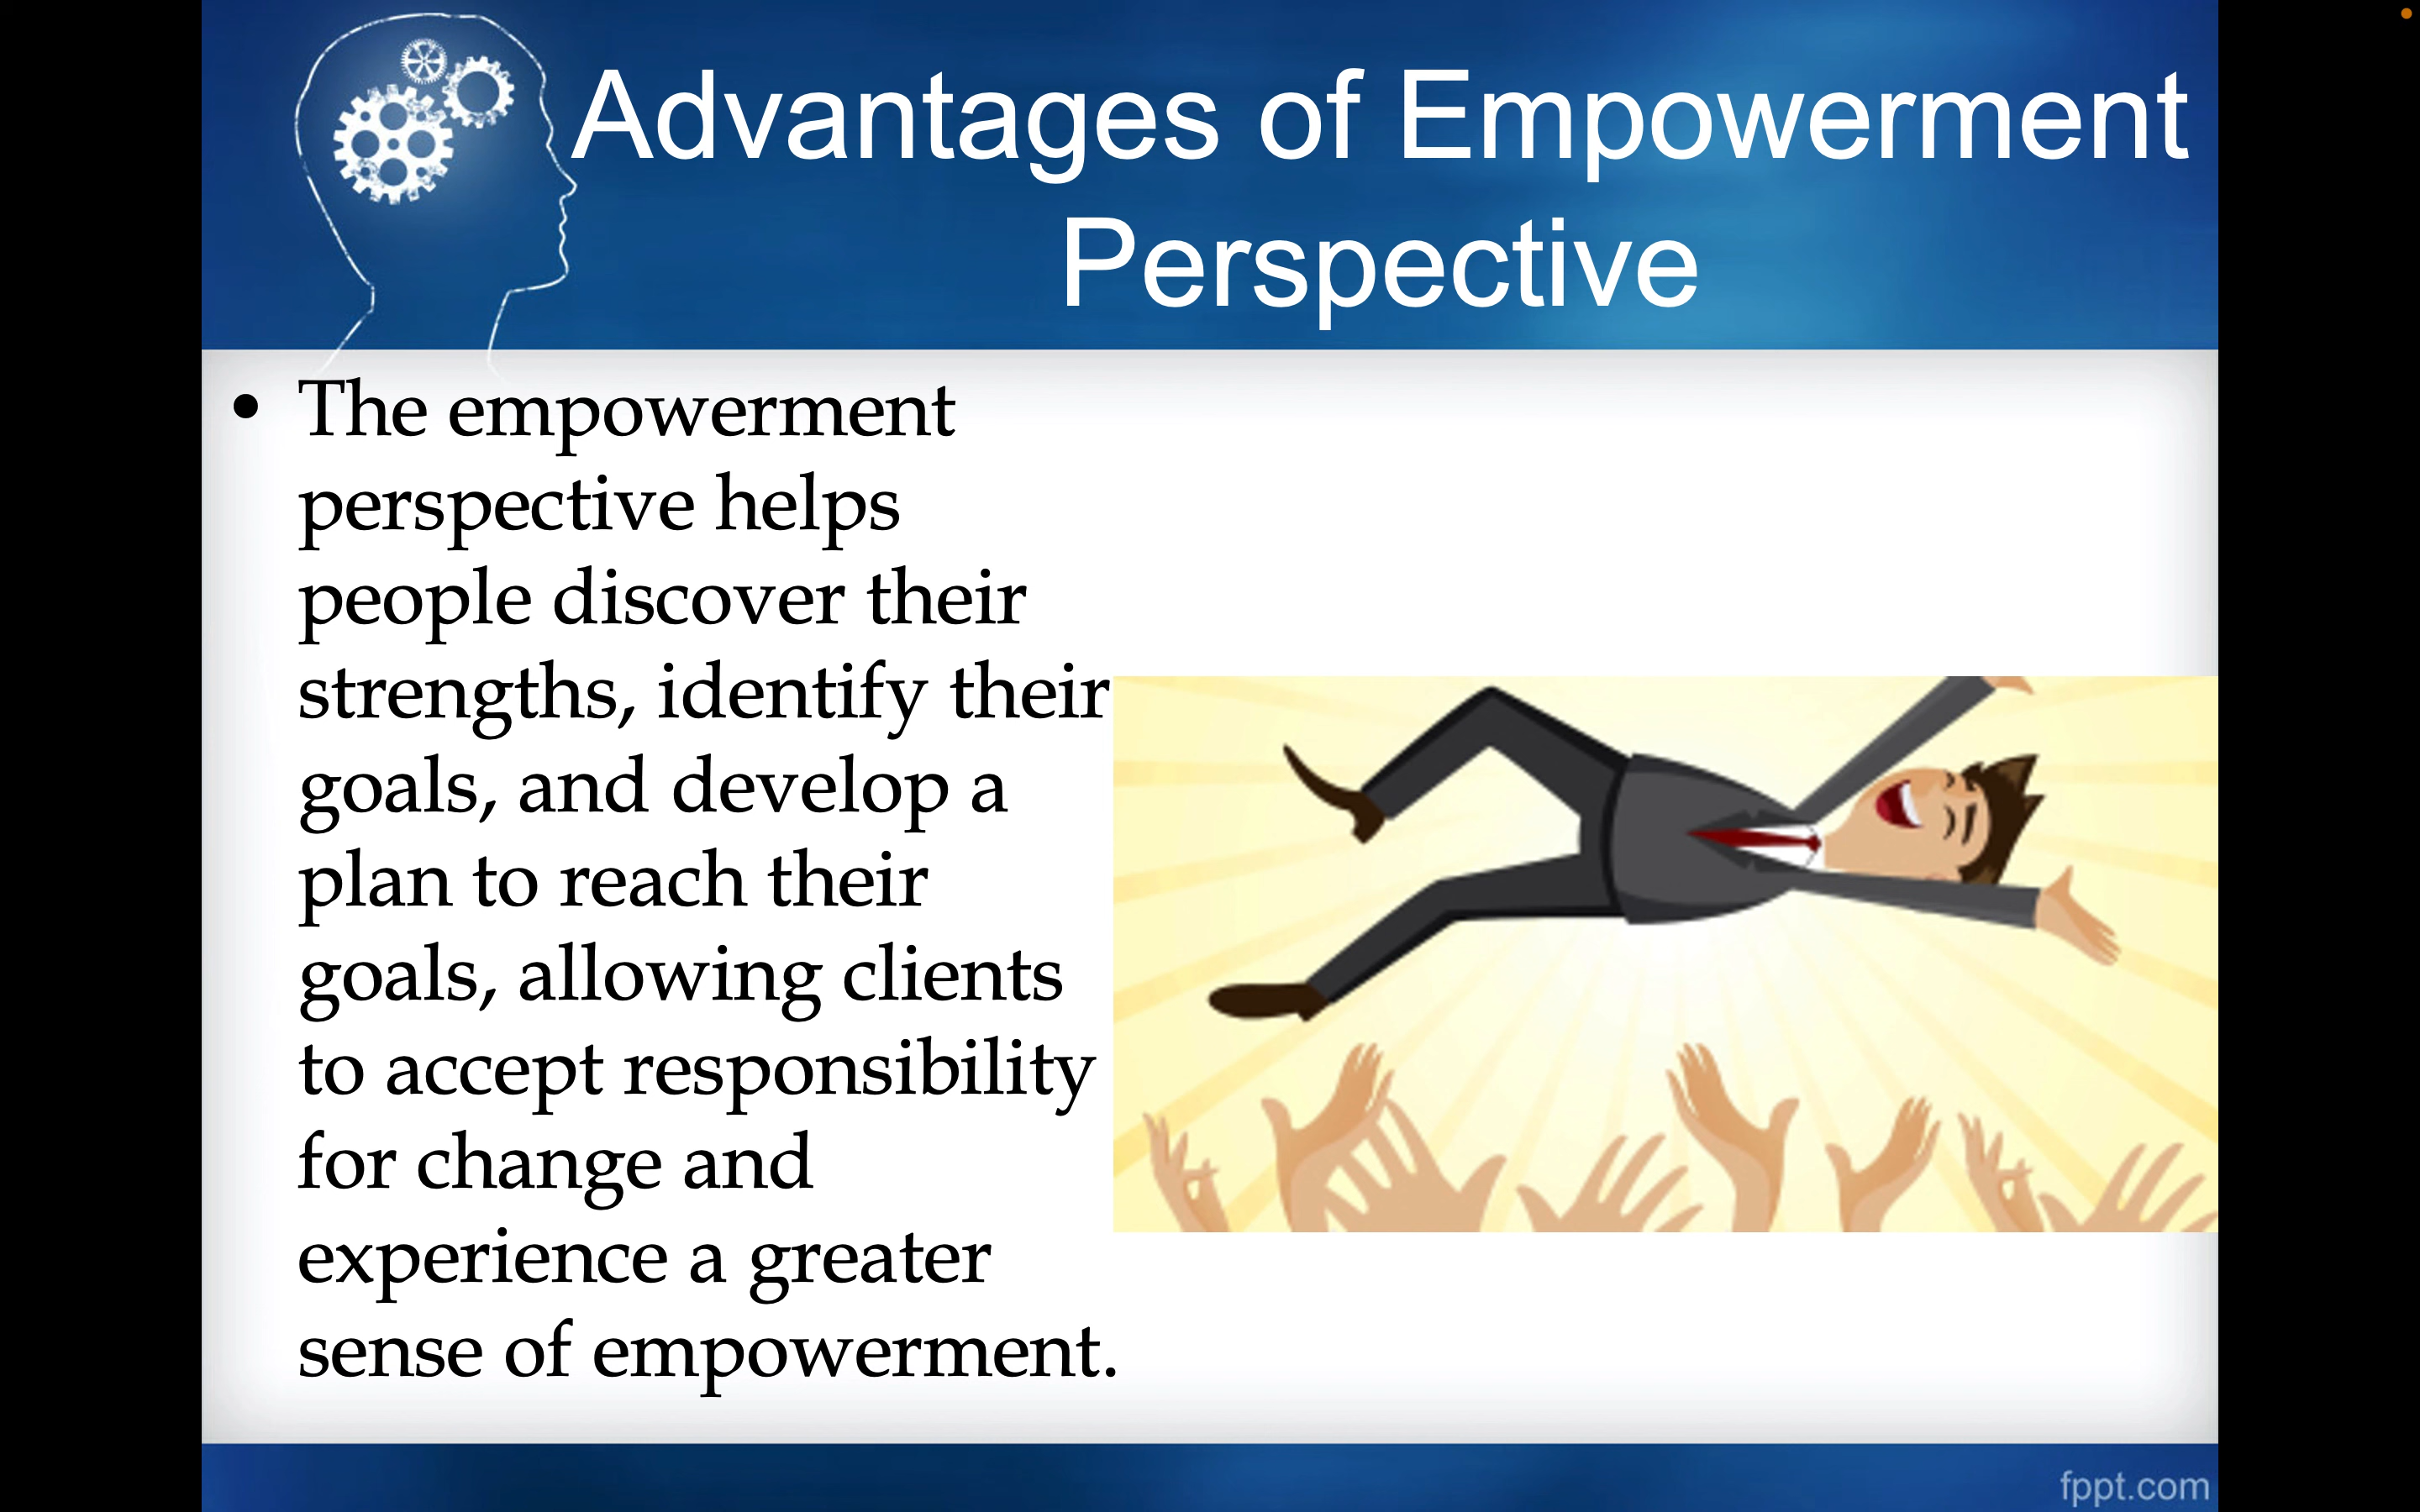 Advantages of Empowerment
Perspective
• The empowerment
perspective helps
people discover their
strengths, identify their
goals, and develop a
plan to reach their
goals, allowing clients
to accept responsibility
for change and
experience a greater
sense of empowerment.
fppt.com